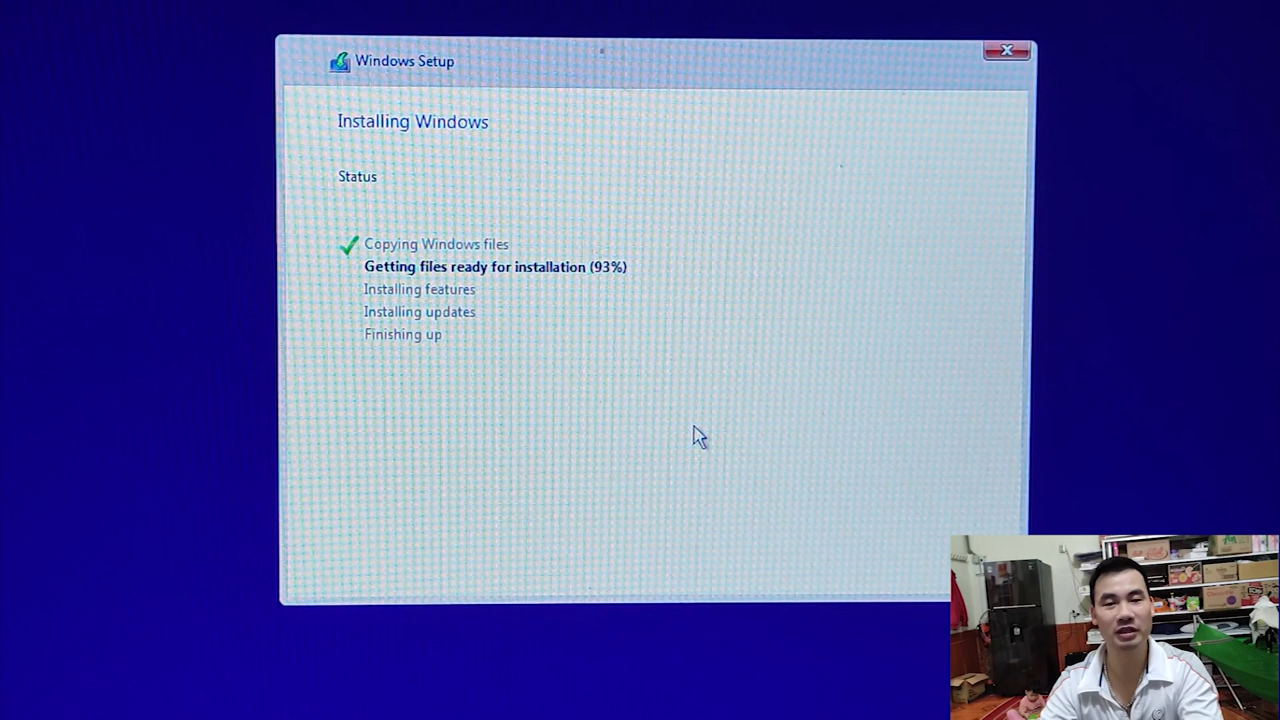 Windows Setup
Installing Windows
Status
Copying Windows files
Getting files ready for installation (93%)
Installing features
Installing updates
Finishing up